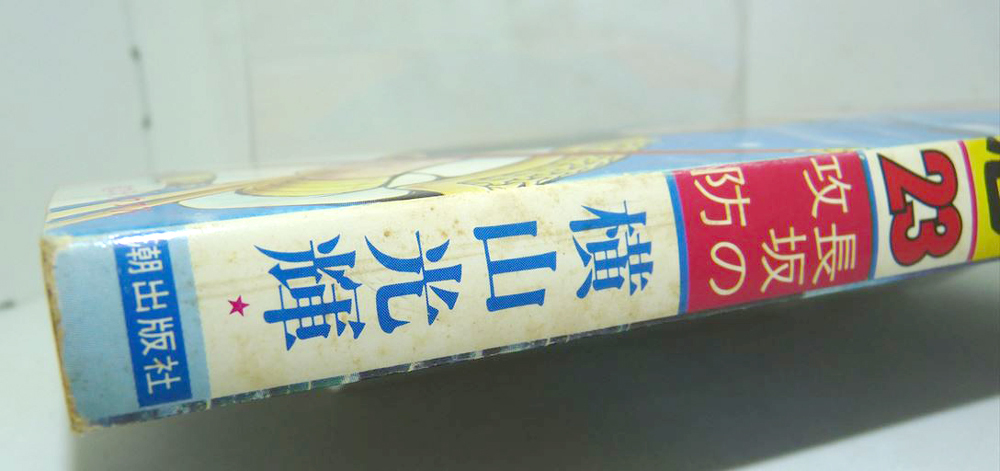 23
長坂の
攻防
横山光輝
潮出版社